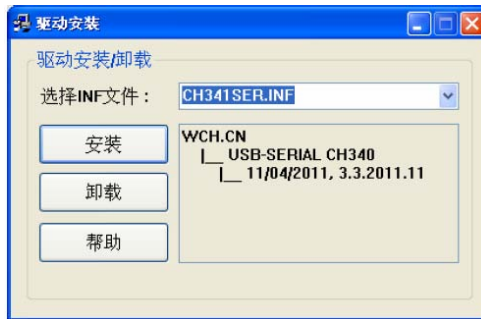 驱动安装
驱动安装/卸载
选择INF文件：
CH341SER.INF
安装
卸载
帮助
WCH.CN
|__ USB-SERIAL CH340
|__ 11/04/2011, 3.3.2011.11